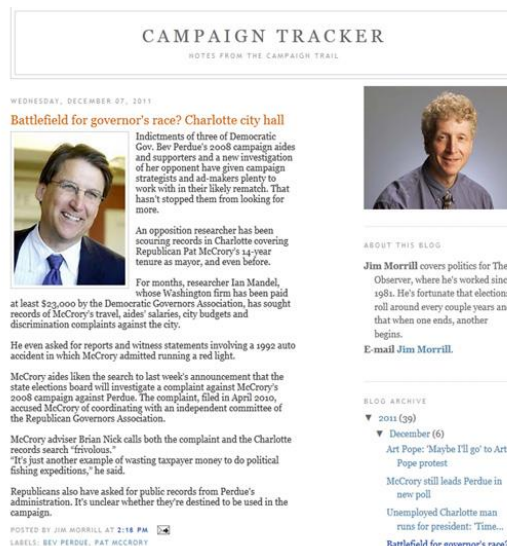 CAMPAIGN TRACKER
NOTES FROM THE CAMPAIGN TRAIL
WEDNESDAY, DECEMBER 07, 2011
Battlefield for governor's race? Charlotte city hall
Indictments of three of Democratic
Gov. Bev Perdue's 2008 campaign aides
and supporters and a new investigation
of her opponent have given campaign
strategists and ad-makers plenty to
work with in their likely rematch. That
hasn't stopped them from looking for
more.
An opposition researcher has been
scouring records in Charlotte covering
Republican Pat McCrory's 14-year
tenure as mayor, and even before.
For months, researcher Ian Mandel,
whose Washington firm has been paid
at least $23,000 by the Democratic Governors Association, has sought
records of McCrory's travel, aides' salaries, city budgets and
discrimination complaints against the city.
He even asked for reports and witness statements involving a 1992 auto
accident in which McCrory admitted running a red light.
McCrory aides liken the search to last week's announcement that the
state elections board will investigate a complaint against McCrory's
2008 campaign against Perdue. The complaint, filed in April 2010,
accused McCrory of coordinating with an independent committee of
the Republican Governors Association.
McCrory adviser Brian Nick calls both the complaint and the Charlotte
records search "frivolous."
"It's just another example of wasting taxpayer money to do political
fishing expeditions," he said.
Republicans also have asked for public records from Perdue's
administration. It's unclear whether they're destined to be used in the
campaign.
POSTED BY JIM MORRILL AT 2:18 PM
LABELS: BEV PERDUE, PAT MCCRORY
ABOUT THIS BLOG
Jim Morrill covers politics for The
Observer, where he's worked sinc
1981. He's fortunate that election
roll around every couple years an
that when one ends, another
begins.
E-mail Jim Morrill.
BLOG ARCHIVE
▼ 2011 (39)
▼ December (6)
Art Pope: 'Maybe I'll go' to Art
Pope protest
McCrory still leads Perdue in
new poll
Unemployed Charlotte man
runs for president: 'Time...
Battlefield for governor's race?